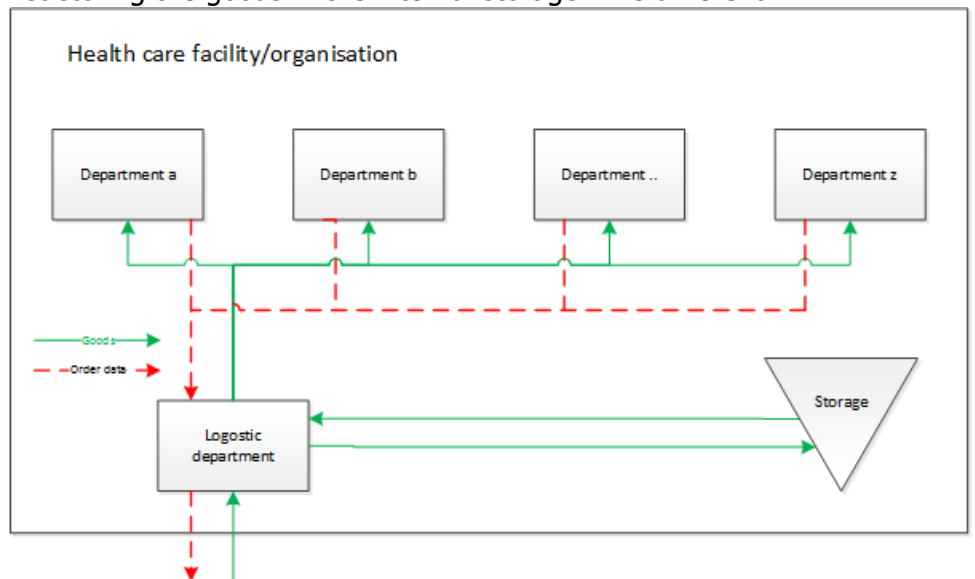 Health care facility/organisation
Department a
Department b
Department ..
Department z
Goods
Order data
Storage
Logostic
department